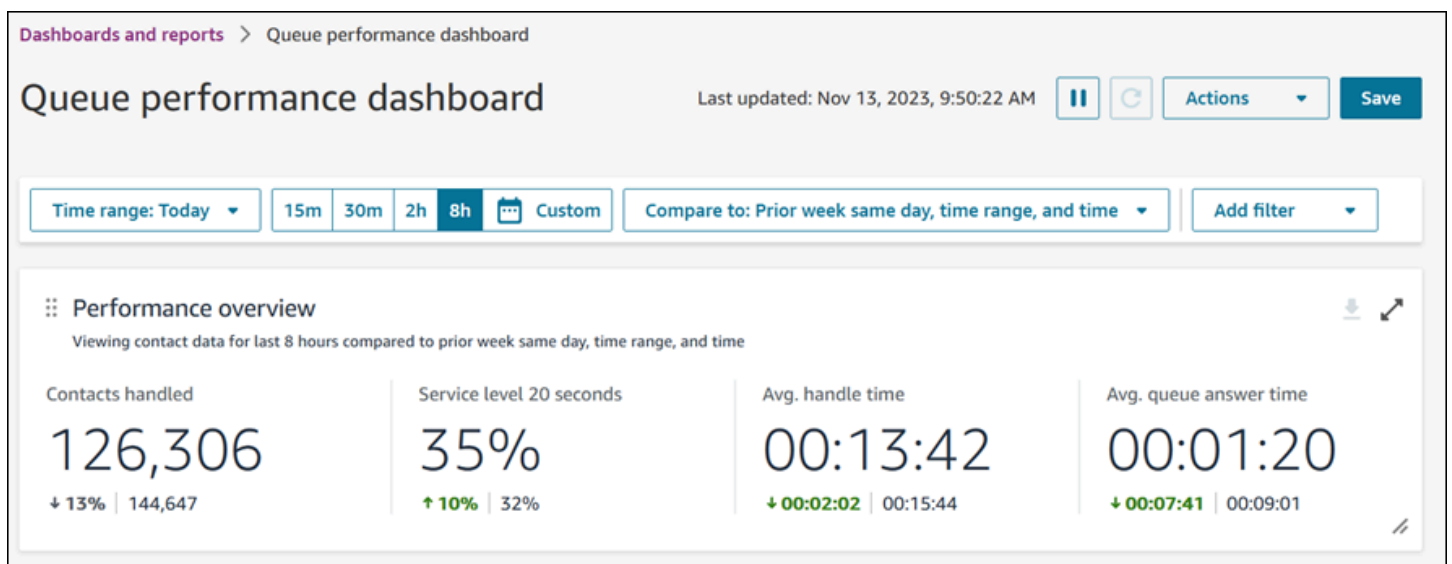 Dashboards and reports > Queue performance dashboard
Queue performance dashboard
Last updated: Nov 13, 2023, 9:50:22 AM
Actions
Save
Time range: Today
15m
30m
2h
8h
Custom
Compare to: Prior week same day, time range, and time
Add filter
Performance overview
Viewing contact data for last 8 hours compared to prior week same day, time range, and time
Contacts handled
126,306
↓ 13% | 144,647
Service level 20 seconds
35%
↑ 10% | 32%
Avg. handle time
00:13:42
↓ 00:02:02 | 00:15:44
Avg. queue answer time
00:01:20
↓ 00:07:41 | 00:09:01